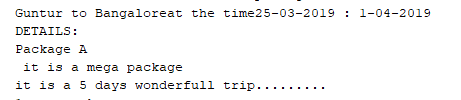 Guntur to Bangaloreat the time25-03-2019 : 1-04-2019
DETAILS:
Package A
it is a mega package
it is a 5 days wonderfull trip.........